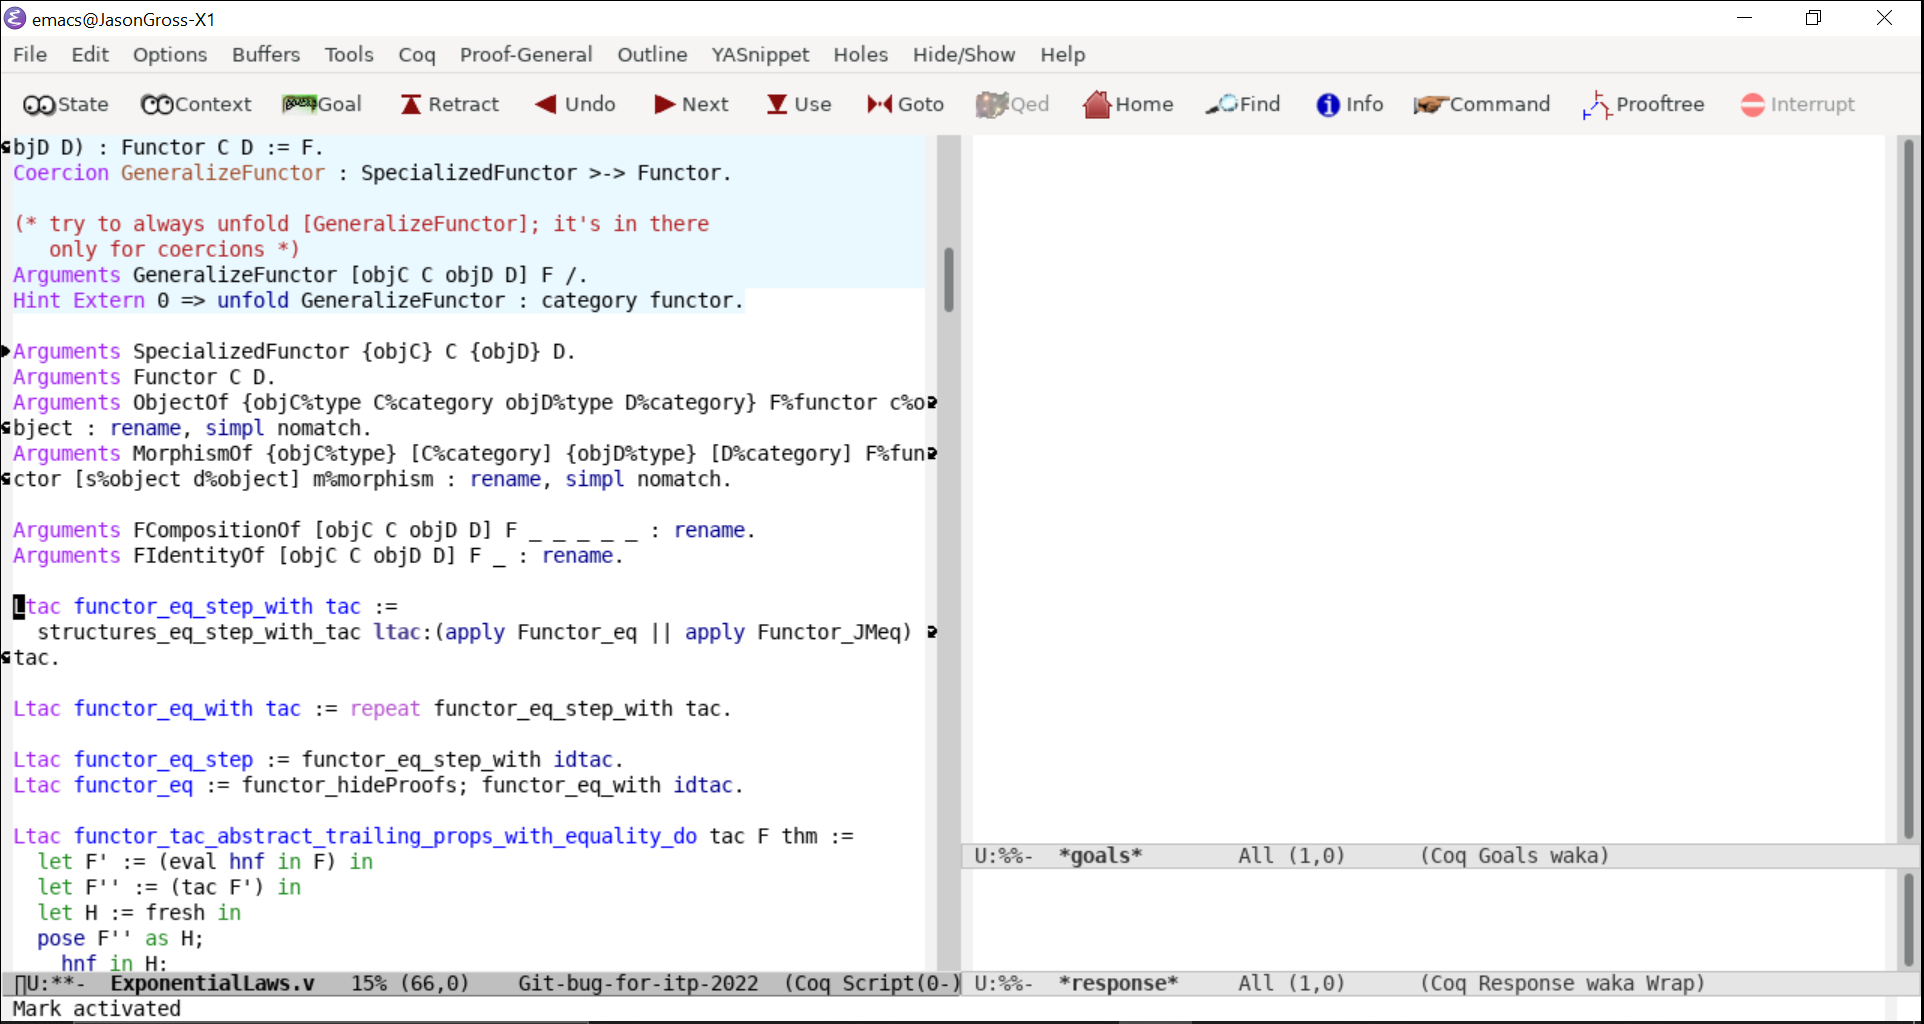 emacs@JasonGross-X1
File Edit Options Buffers Tools Coq Proof-General Outline YASnippet Holes Hide/Show Help
State Context Goal Retract Undo Next Use Goto Qed Home Find Info Command Prooftree Interrupt
bjD D) : Functor C D := F.
Coercion GeneralizeFunctor : SpecializedFunctor >-> Functor.
(* try to always unfold [GeneralizeFunctor]; it's in there
only for coercions *)
Arguments GeneralizeFunctor [objC C objD D] F /.
Hint Extern 0 => unfold GeneralizeFunctor : category functor.
Arguments SpecializedFunctor {objC} C {objD} D.
Arguments Functor C D.
Arguments ObjectOf {objC%type C%category objD%type D%category} F%functor c%o
bject : rename, simpl nomatch.
Arguments MorphismOf {objC%type} [C%category] {objD%type} [D%category] F%fun
ctor [s%object d%object] m%morphism : rename, simpl nomatch.
Arguments FCompositionOf [objC C objD D] F _ _ _ _ _ : rename.
Arguments FIdentityOf [objC C objD D] F _ : rename.
Ltac functor_eq_step_with tac :=
structures_eq_step_with_tac ltac:(apply Functor_eq || apply Functor_JMeq)
tac.
Ltac functor_eq_with tac := repeat functor_eq_step_with tac.
Ltac functor_eq_step := functor_eq_step_with idtac.
Ltac functor_eq := functor_hideProofs; functor_eq_with idtac.
Ltac functor_tac_abstract_trailing_props_with_equality_do tac F thm :=
let F' := (eval hnf in F) in
let F'' := (tac F') in
let H := fresh in
pose F'' as H;
hnf in H;
U:**- ExponentialLaws.v 15% (66,0) Git-bug-for-itp-2022 (Coq Script(0-)
Mark activated
U:%%- *goals* All (1,0) (Coq Goals waka)
U:%%- *response* All (1,0) (Coq Response waka Wrap)